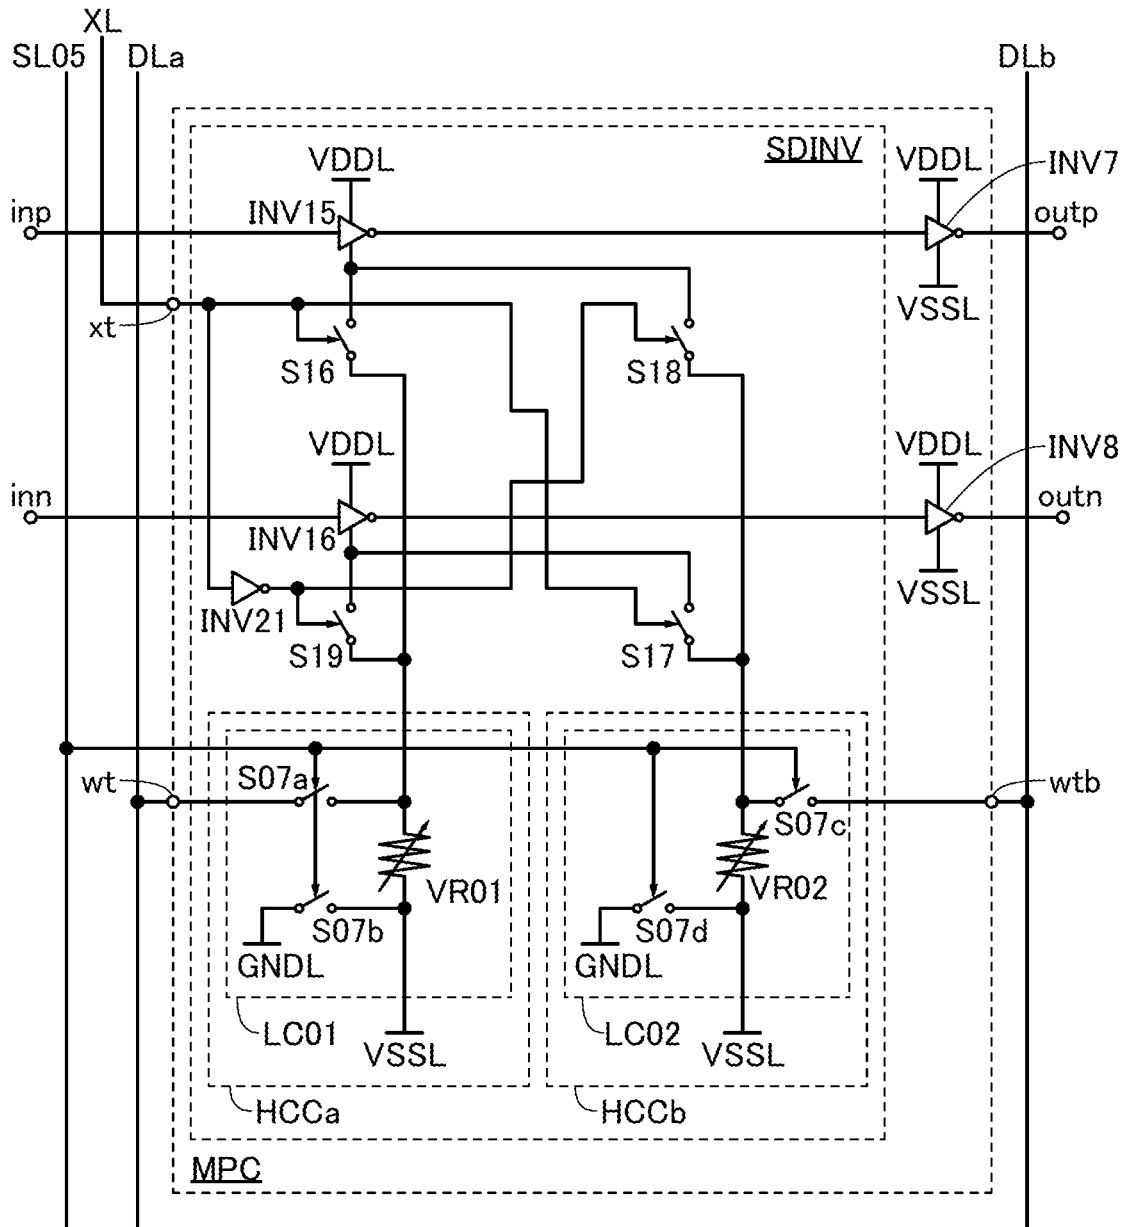 XL
SL05 DLa DLb
SDINV
VDDL VDDL INV7
INV15
inp outp
VSSL
xt
S16 S18
VDDL VDDL INV8
inn outn
INV16
VSSL
INV21
S19 S17
wt S07a wtb
S07c
VR01 VR02
S07b S07d
GNDL GNDL
LC01 VSSL LC02 VSSL
HCCa HCCb
MPC